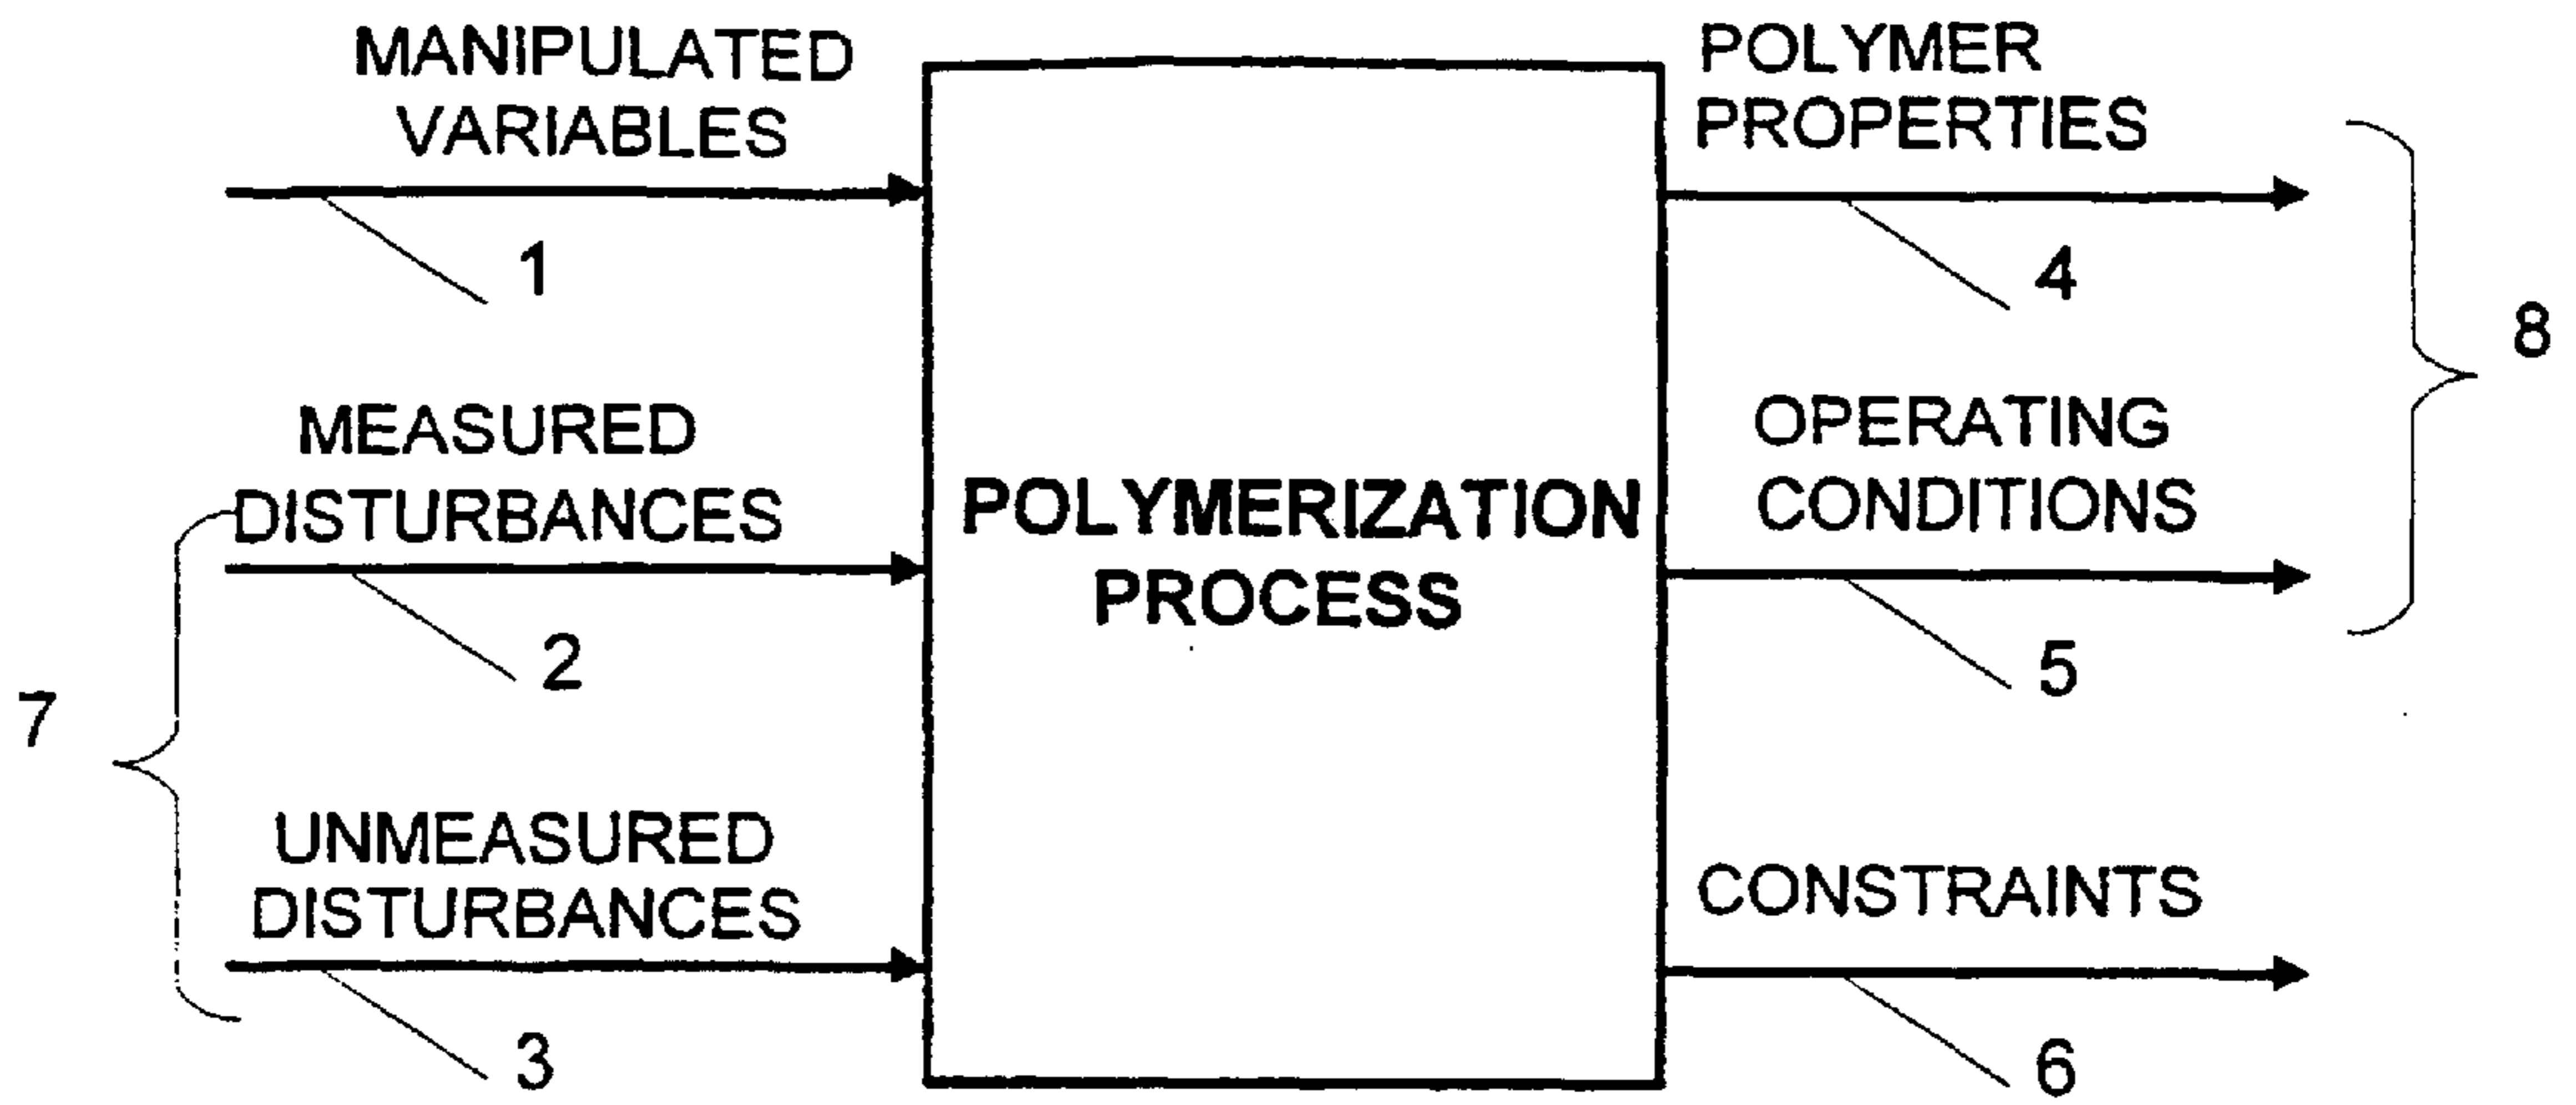 MANIPULATED
VARIABLES
1
MEASURED
DISTURBANCES
2
7
UNMEASURED
DISTURBANCES
3
POLYMERIZATION
PROCESS
POLYMER
PROPERTIES
4
8
OPERATING
CONDITIONS
5
CONSTRAINTS
6